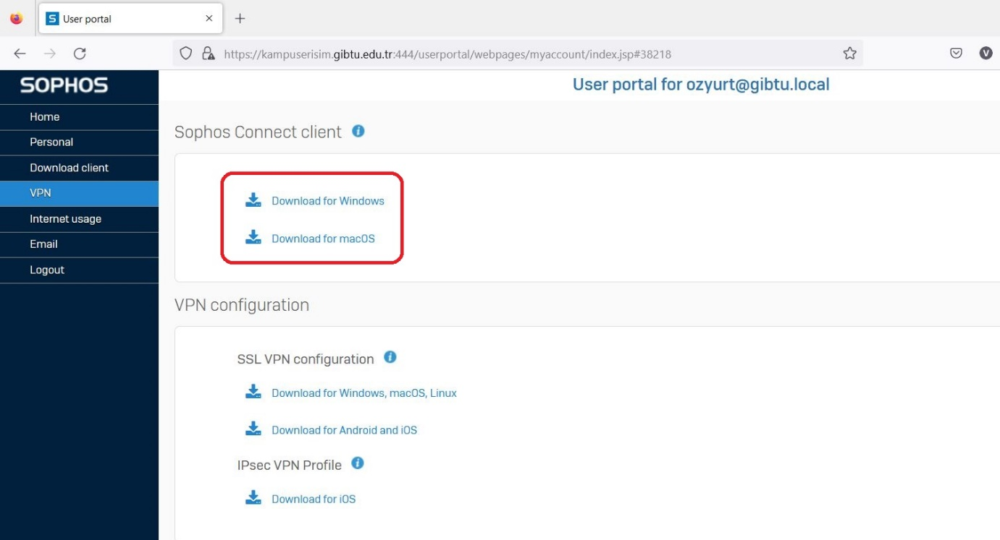 User portal
https://kampuserisim.gibtu.edu.tr:444/userportal/webpages/myaccount/index.jsp#38218
V
SOPHOS
User portal for ozyurt@gibtu.local
Home
Personal
Download client
VPN
Internet usage
Email
Logout
Sophos Connect client
Download for Windows
Download for macOS
VPN configuration
SSL VPN configuration
Download for Windows, macOS, Linux
Download for Android and iOS
IPsec VPN Profile
Download for iOS